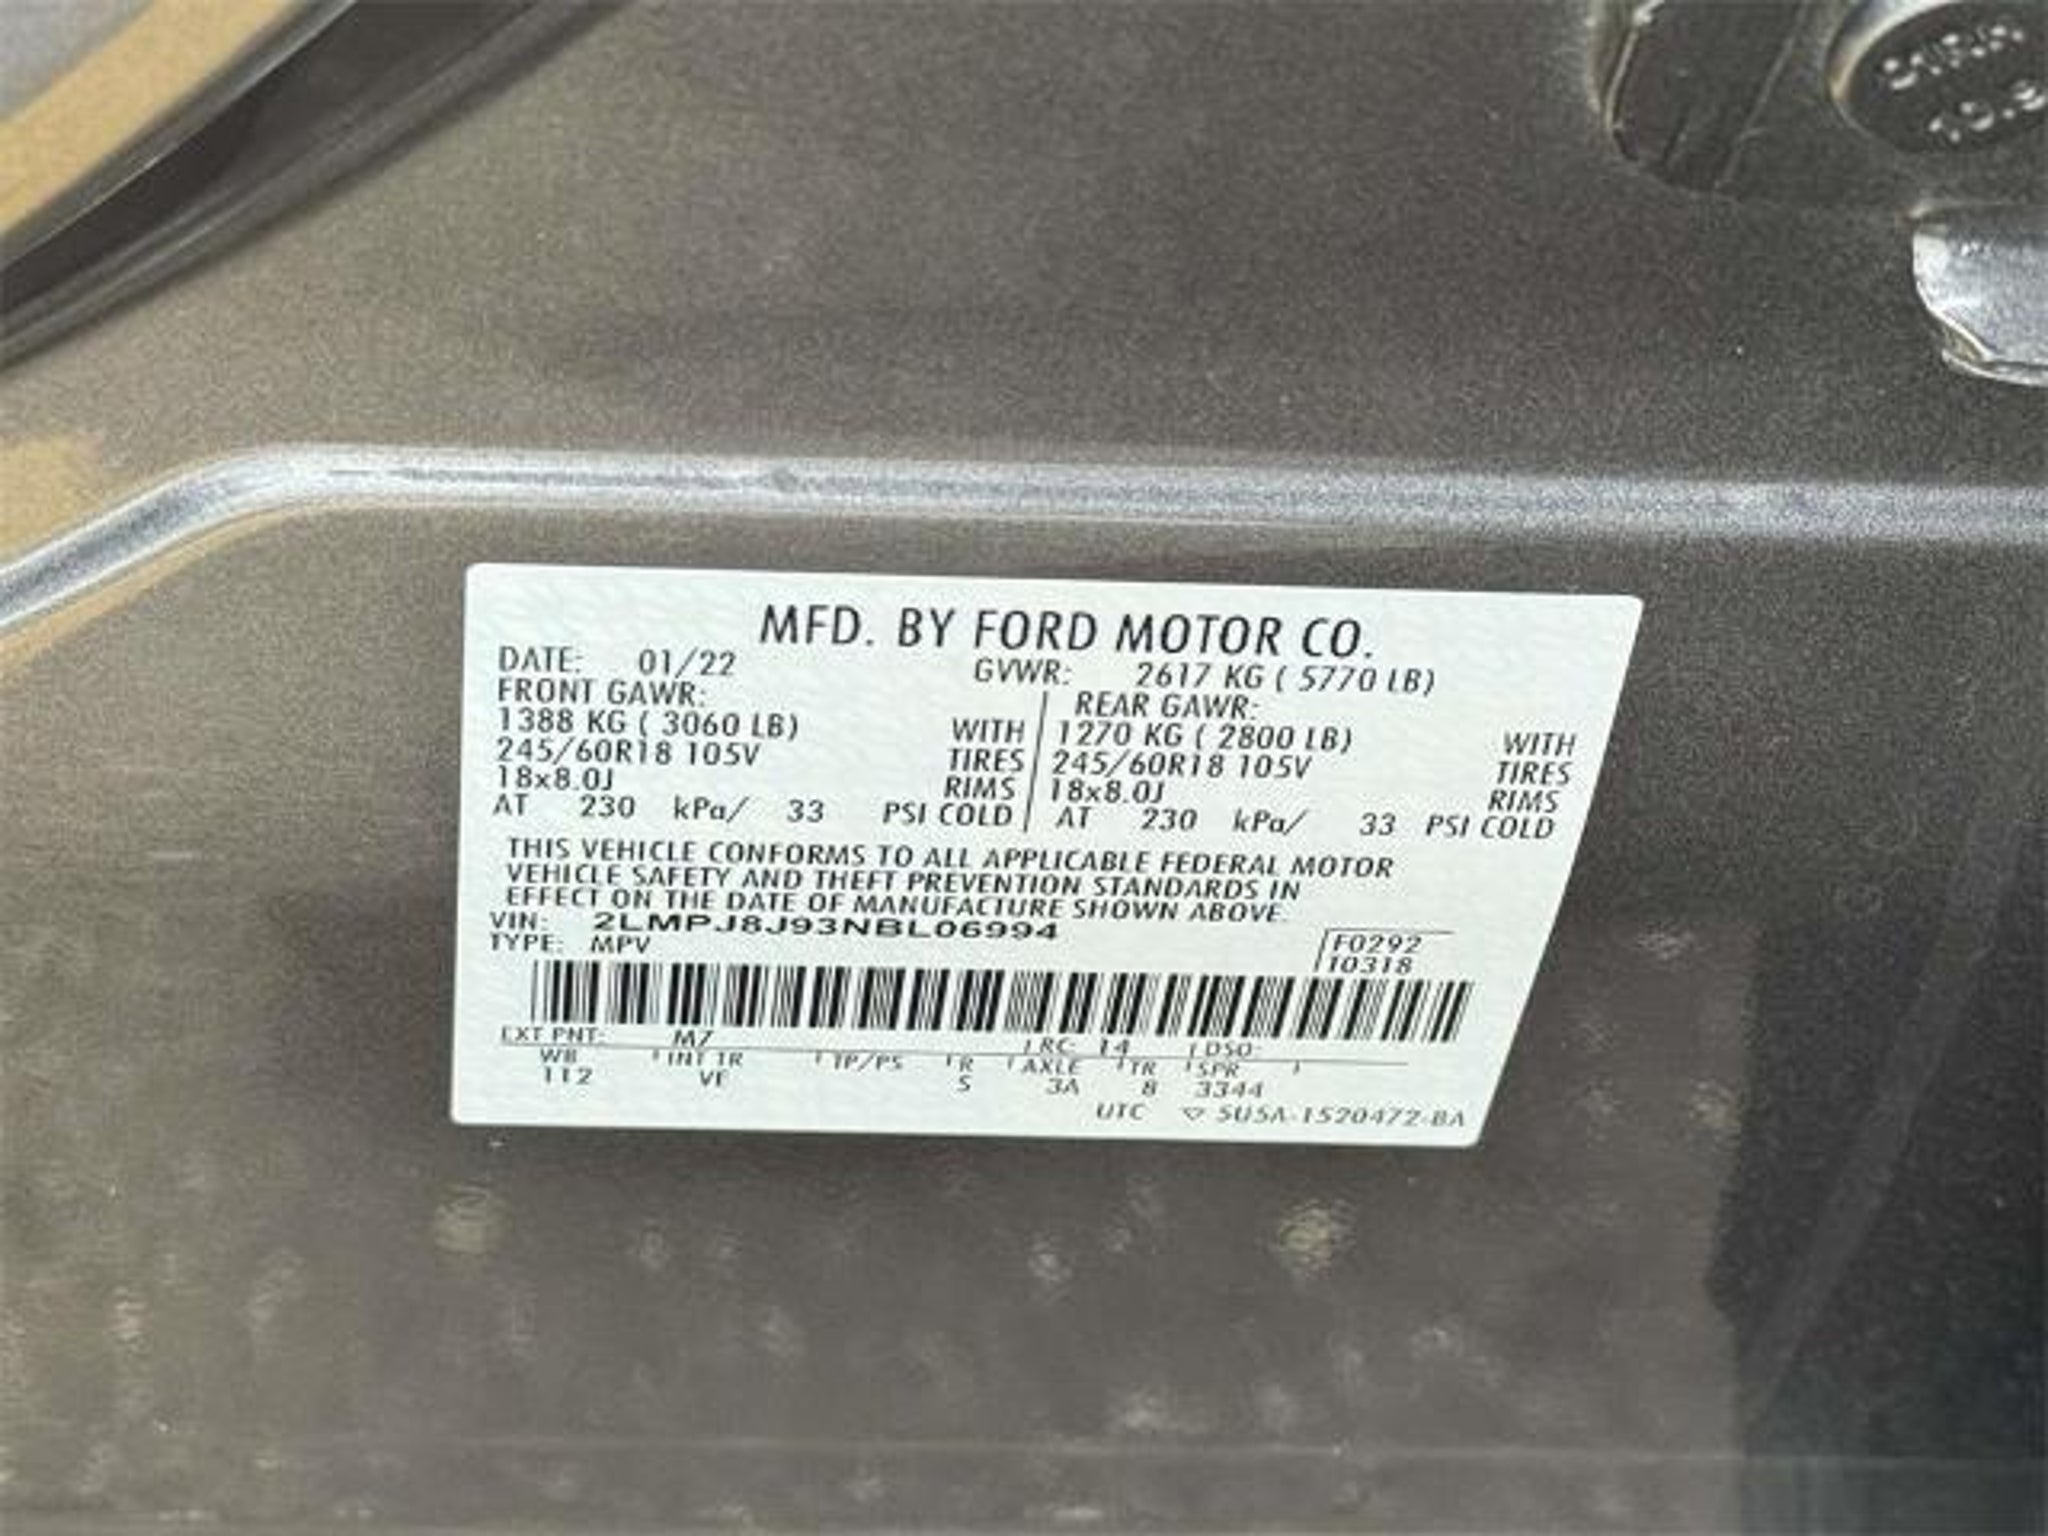 10.9
MFD. BY FORD MOTOR CO.
DATE: 01/22 GVWR: 2617 KG ( 5770 LB)
FRONT GAWR: REAR GAWR:
1388 KG ( 3060 LB) WITH 1270 KG ( 2800 LB) WITH
245/60R18 105V TIRES 245/60R18 105V TIRES
18x8.0J RIMS 18x8.0J RIMS
AT 230 kPa/ 33 PSI COLD AT 230 kPa/ 33 PSI COLD
THIS VEHICLE CONFORMS TO ALL APPLICABLE FEDERAL MOTOR
VEHICLE SAFETY AND THEFT PREVENTION STANDARDS IN
EFFECT ON THE DATE OF MANUFACTURE SHOWN ABOVE.
VIN: 2LMPJ8J93NBL06994
TYPE: MPV F0292
10318
EXT PNT: M7 RC: 14 DSO:
WB INT TR TP/PS R AXLE TR SPR
112 VF S 3A 8 3344
UTC ▽ 5U5A-1520472-BA